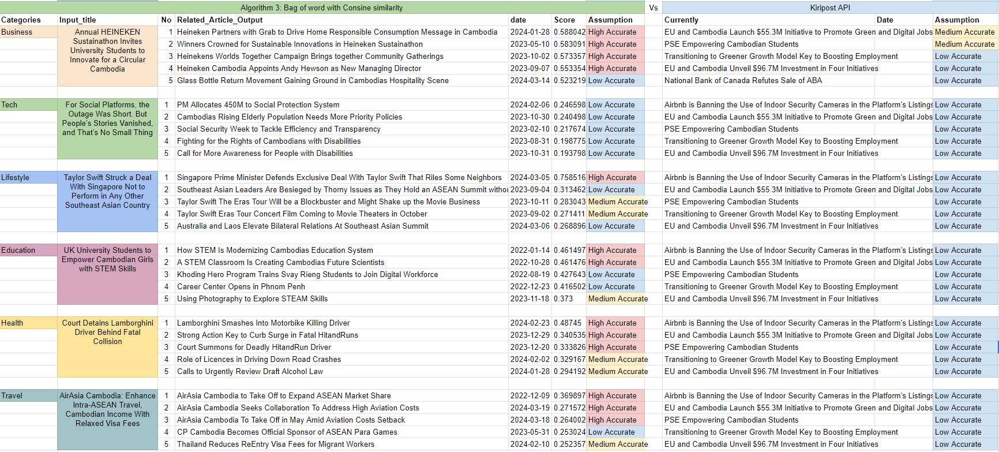 Algorithm 3: Bag of word with Consine similarity Vs Kiripost API
Categories Input_title No Related_Article_Output date Score Assumption Currently Date Assumption
Business Annual HEINEKEN 1 Heineken Partners with Grab to Drive Home Responsible Consumption Message in Cambodia 2024-01-28 0.588042 High Accurate EU and Cambodia Launch $55.3M Initiative to Promote Green and Digital Jobs Medium Accurate
Sustainathon Invites 2 Winners Crowned for Sustainable Innovations in Heineken Sustainathon 2023-05-10 0.583091 High Accurate PSE Empowering Cambodian Students Medium Accurate
University Students to
Innovate for a Circular 3 Heinekens Worlds Together Campaign Brings together Community Gatherings 2023-10-02 0.573357 High Accurate Transitioning to Greener Growth Model Key to Boosting Employment Low Accurate
Cambodia 4 Heineken Cambodia Appoints Andy Hewson as New Managing Director 2023-09-07 0.553354 High Accurate EU and Cambodia Unveil $96.7M Investment in Four Initiatives Low Accurate
5 Glass Bottle Return Movement Gaining Ground in Cambodias Hospitality Scene 2024-03-14 0.523219 Low Accurate National Bank of Canada Refutes Sale of ABA Low Accurate
Tech For Social Platforms, the 1 PM Allocates 450M to Social Protection System 2024-02-06 0.246598 Low Accurate Airbnb is Banning the Use of Indoor Security Cameras in the Platform's Listings Low Accurate
Outage Was Short. But 2 Cambodias Rising Elderly Population Needs More Priority Policies 2023-10-30 0.240498 Low Accurate EU and Cambodia Launch $55.3M Initiative to Promote Green and Digital Jobs Low Accurate
People's Stories Vanished, 3 Social Security Week to Tackle Efficiency and Transparency 2023-02-10 0.217674 Low Accurate PSE Empowering Cambodian Students Low Accurate
and That's No Small Thing 4 Fighting for the Rights of Cambodians with Disabilities 2023-08-31 0.198775 Low Accurate Transitioning to Greener Growth Model Key to Boosting Employment Low Accurate
5 Call for More Awareness for People with Disabilities 2023-10-31 0.193798 Low Accurate EU and Cambodia Unveil $96.7M Investment in Four Initiatives Low Accurate
Lifestyle Taylor Swift Struck a Deal 1 Singapore Prime Minister Defends Exclusive Deal With Taylor Swift That Riles Some Neighbors 2024-03-05 0.758516 High Accurate Airbnb is Banning the Use of Indoor Security Cameras in the Platform's Listings Low Accurate
With Singapore Not to 2 Southeast Asian Leaders Are Besieged by Thorny Issues as They Hold an ASEAN Summit withou 2023-09-04 0.313462 Low Accurate EU and Cambodia Launch $55.3M Initiative to Promote Green and Digital Jobs Low Accurate
Perform in Any Other 3 Taylor Swift The Eras Tour Will be a Blockbuster and Might Shake up the Movie Business 2023-10-11 0.283043 Medium Accurate PSE Empowering Cambodian Students Low Accurate
Southeast Asian Country 4 Taylor Swift Eras Tour Concert Film Coming to Movie Theaters in October 2023-09-02 0.271411 Medium Accurate Transitioning to Greener Growth Model Key to Boosting Employment Low Accurate
5 Australia and Laos Elevate Bilateral Relations At Southeast Asian Summit 2024-03-06 0.268896 Low Accurate EU and Cambodia Unveil $96.7M Investment in Four Initiatives Low Accurate
Education UK University Students to 1 How STEM Is Modernizing Cambodias Education System 2022-01-14 0.461497 High Accurate Airbnb is Banning the Use of Indoor Security Cameras in the Platform's Listings Low Accurate
Empower Cambodian Girls 2 A STEM Classroom Is Creating Cambodias Future Scientists 2022-10-28 0.461476 High Accurate EU and Cambodia Launch $55.3M Initiative to Promote Green and Digital Jobs Low Accurate
with STEM Skills 3 Khoding Hero Program Trains Svay Rieng Students to Join Digital Workforce 2022-08-19 0.427643 Low Accurate PSE Empowering Cambodian Students Low Accurate
4 Career Center Opens in Phnom Penh 2022-12-23 0.416502 Low Accurate Transitioning to Greener Growth Model Key to Boosting Employment Low Accurate
5 Using Photography to Explore STEAM Skills 2023-11-18 0.373 Medium Accurate EU and Cambodia Unveil $96.7M Investment in Four Initiatives Low Accurate
Health Court Detains Lamborghini 1 Lamborghini Smashes Into Motorbike Killing Driver 2024-02-23 0.48745 High Accurate Airbnb is Banning the Use of Indoor Security Cameras in the Platform's Listings Low Accurate
Driver Behind Fatal 2 Strong Action Key to Curb Surge in Fatal HitandRuns 2023-12-29 0.340535 High Accurate EU and Cambodia Launch $55.3M Initiative to Promote Green and Digital Jobs Low Accurate
Collision 3 Court Summons for Deadly HitandRun Driver 2023-12-20 0.333826 High Accurate PSE Empowering Cambodian Students Low Accurate
4 Role of Licences in Driving Down Road Crashes 2024-02-02 0.329167 Medium Accurate Transitioning to Greener Growth Model Key to Boosting Employment Low Accurate
5 Calls to Urgently Review Draft Alcohol Law 2024-01-28 0.294192 Medium Accurate EU and Cambodia Unveil $96.7M Investment in Four Initiatives Low Accurate
Travel AirAsia Cambodia: Enhance 1 AirAsia Cambodia to Take Off to Expand ASEAN Market Share 2022-12-09 0.369897 High Accurate Airbnb is Banning the Use of Indoor Security Cameras in the Platform's Listings Low Accurate
Intra-ASEAN Travel, 2 AirAsia Cambodia Seeks Collaboration To Address High Aviation Costs 2024-03-19 0.271572 High Accurate EU and Cambodia Launch $55.3M Initiative to Promote Green and Digital Jobs Low Accurate
Cambodian Income With 3 AirAsia Cambodia To Take Off in May Amid Aviation Costs Setback 2024-03-18 0.264002 High Accurate PSE Empowering Cambodian Students Low Accurate
Relaxed Visa Fees 4 CP Cambodia Becomes Official Sponsor of ASEAN Para Games 2023-05-31 0.253024 Low Accurate Transitioning to Greener Growth Model Key to Boosting Employment Low Accurate
5 Thailand Reduces ReEntry Visa Fees for Migrant Workers 2024-02-10 0.252357 Medium Accurate EU and Cambodia Unveil $96.7M Investment in Four Initiatives Low Accurate